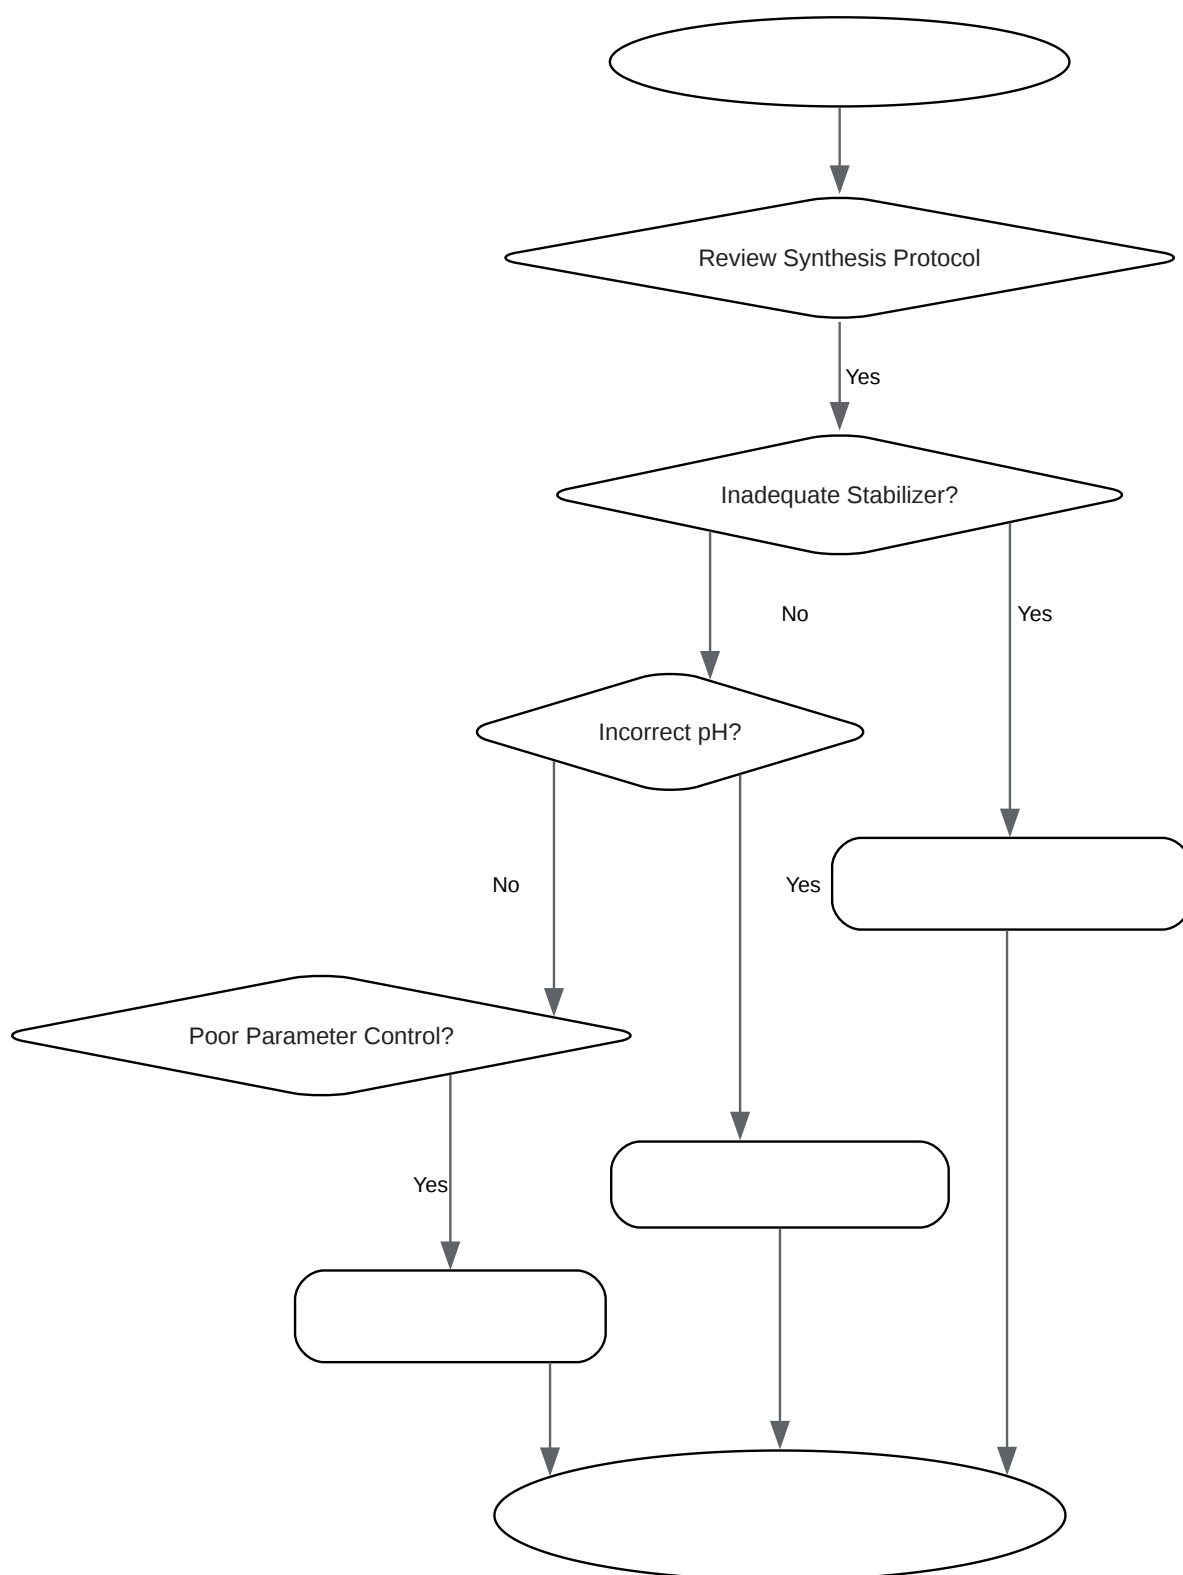 Review Synthesis Protocol
Yes
Inadequate Stabilizer?
No
Yes
Incorrect pH?
No
Yes
Poor Parameter Control?
Yes